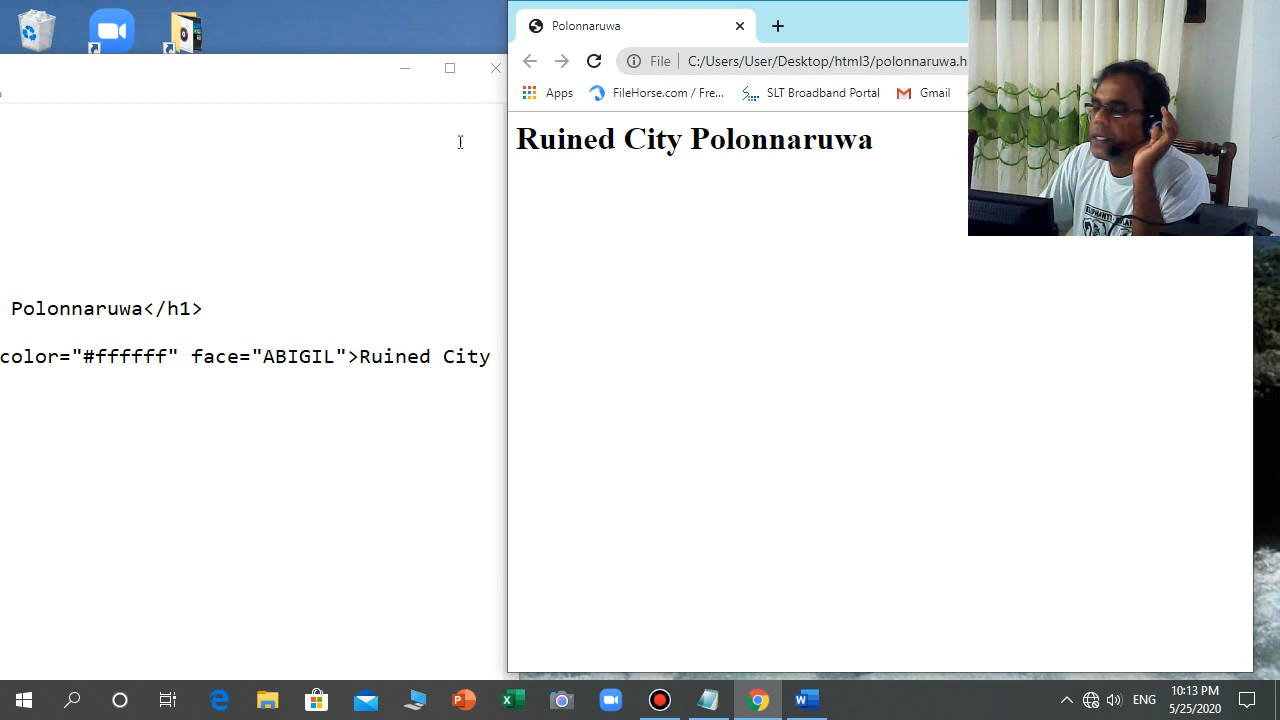 Polonnaruwa
File
C:/Users/User/Desktop/html3/polonnaruwa.h
Apps
FileHorse.com / Fre...
SLT Broadband Portal
Gmail
Ruined City Polonnaruwa
Polonnaruwa</h1>
color="#ffffff" face="ABIGIL">Ruined City
ENG
10:13 PM
5/25/2020